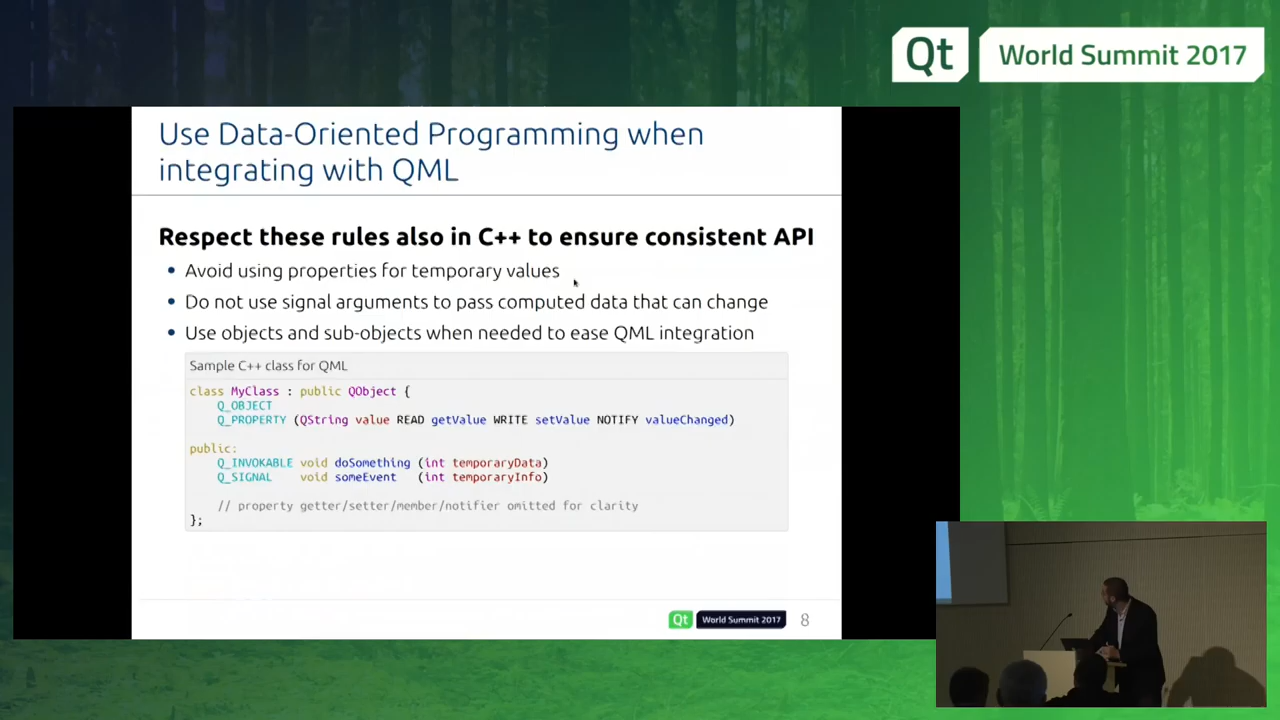 Qt World Summit 2017
Use Data-Oriented Programming when
integrating with QML
Respect these rules also in C++ to ensure consistent API
• Avoid using properties for temporary values
• Do not use signal arguments to pass computed data that can change
• Use objects and sub-objects when needed to ease QML integration
Sample C++ class for QML
class MyClass : public QObject {
    Q_OBJECT
    Q_PROPERTY (QString value READ getValue WRITE setValue NOTIFY valueChanged)
public:
    Q_INVOKABLE void doSomething (int temporaryData)
    Q_SIGNAL    void someEvent   (int temporaryInfo)
    // property getter/setter/member/notifier omitted for clarity
};
Qt World Summit 2017 8